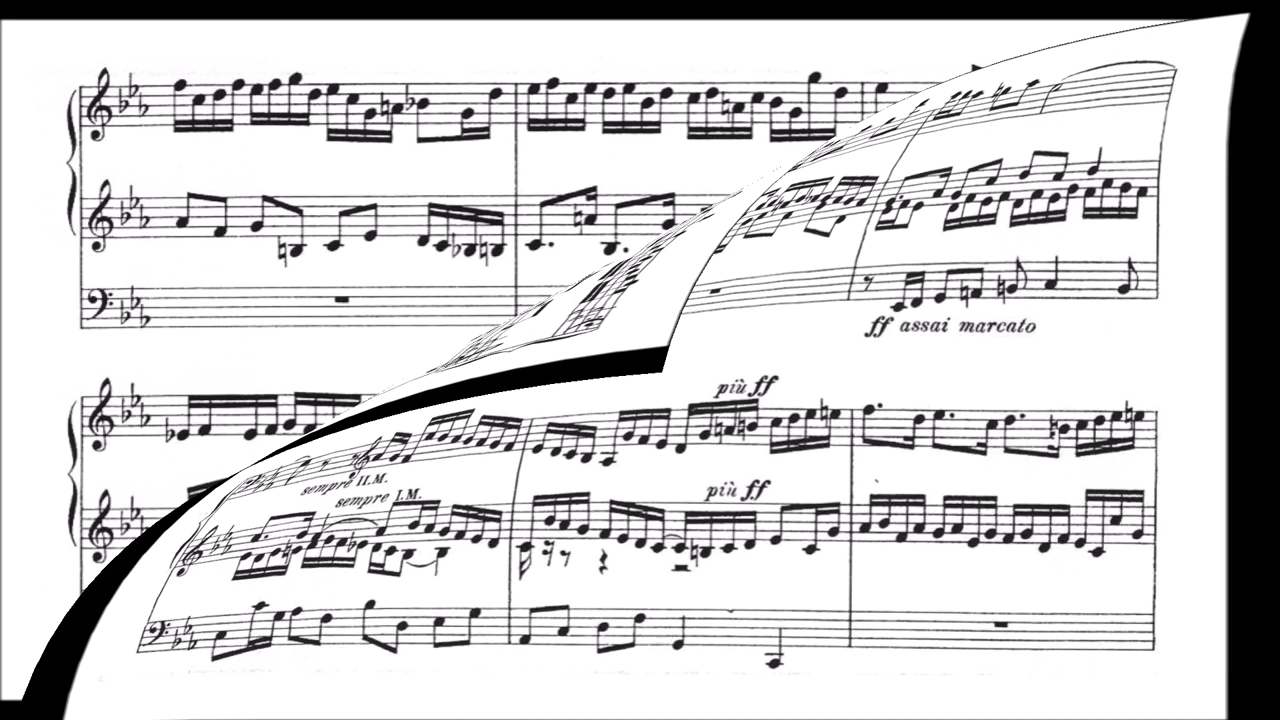 ff assai marcato
più ff
sempre II.M.
sempre I.M.
più ff